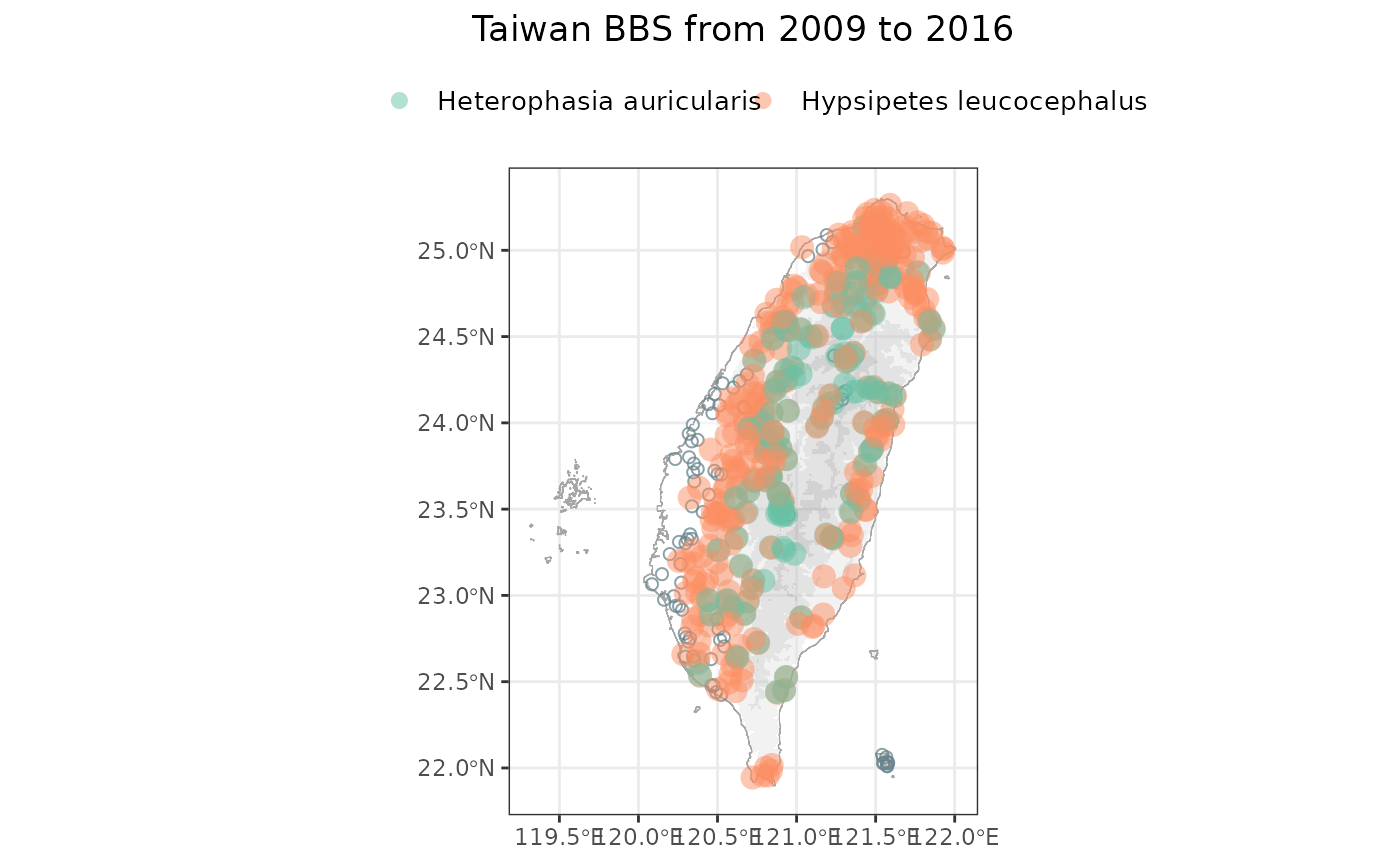 Taiwan BBS from 2009 to 2016
Heterophasia auricularis
Hypsipetes leucocephalus
25.0°N
24.5°N
24.0°N
23.5°N
23.0°N
22.5°N
22.0°N
119.5°E 120.0°E 120.5°E 121.0°E 121.5°E 122.0°E